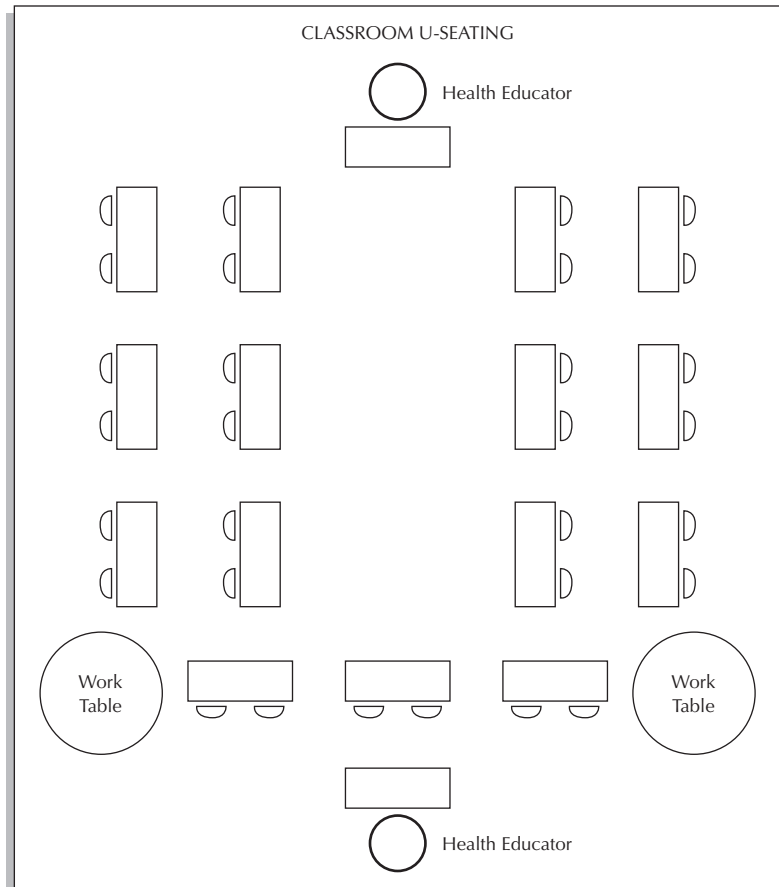 CLASSROOM U-SEATING
Health Educator
Work
Table
Work
Table
Health Educator